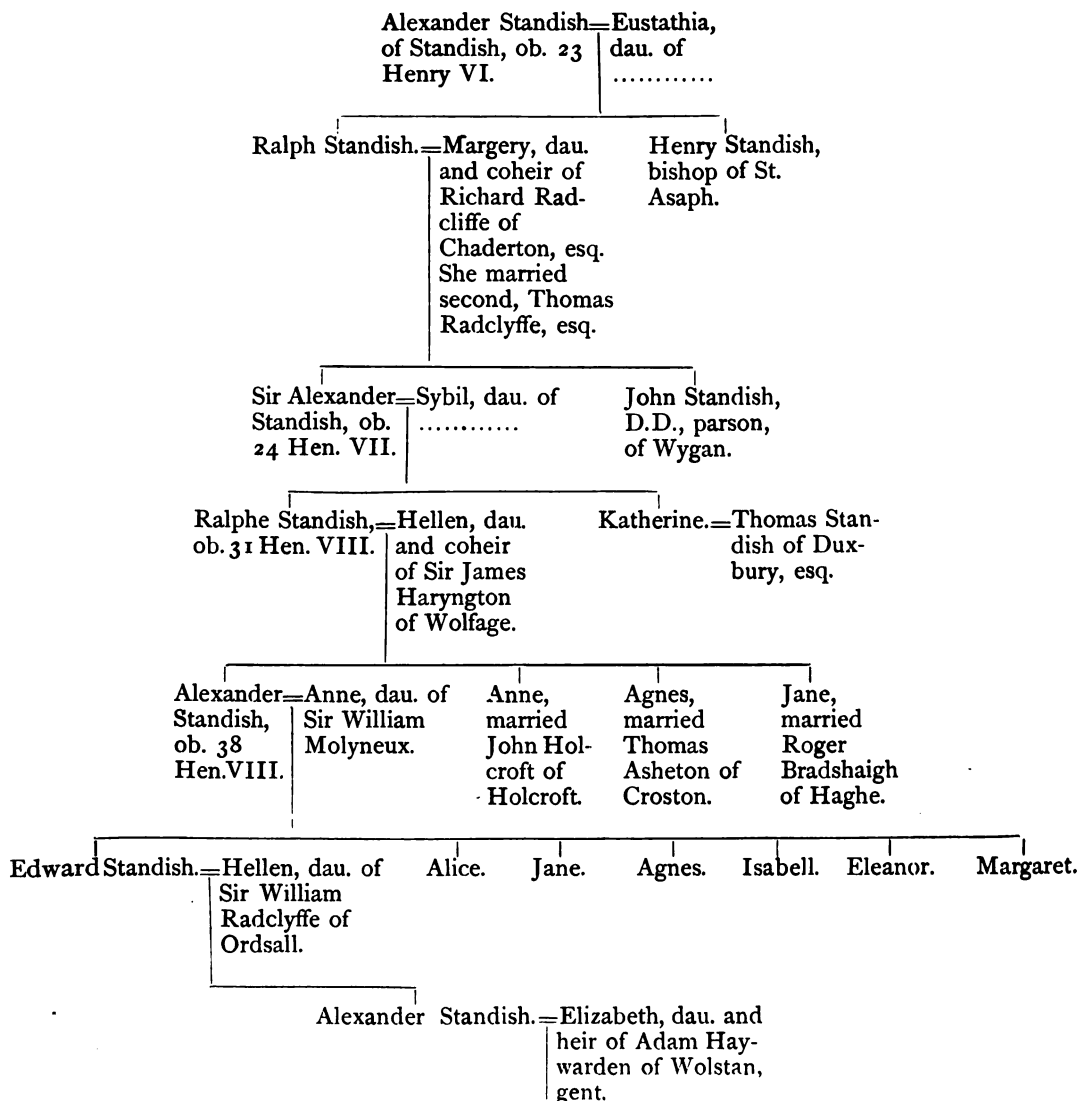 Alexander Standish=Eustathia,
of Standish, ob. 23 dau. of
Henry VI. ............
Ralph Standish.=Margery, dau.
and coheir of
Richard Rad-
cliffe of
Chaderton, esq.
She married
second, Thomas
Radclyffe, esq.
Henry Standish,
bishop of St.
Asaph.
Sir Alexander=Sybil, dau. of
Standish, ob. ............
24 Hen. VII.
John Standish,
D.D., parson,
of Wygan.
Ralphe Standish,=Hellen, dau.
ob. 31 Hen. VIII. and coheir
of Sir James
Haryngton
of Wolfage.
Katherine.=Thomas Stan-
dish of Dux-
bury, esq.
Alexander=Anne, dau. of
Standish, Sir William
ob. 38 Molyneux.
Hen.VIII.
Anne,
married
John Hol-
croft of
Holcroft.
Agnes,
married
Thomas
Asheton of
Croston.
Jane,
married
Roger
Bradshaigh
of Haghe.
Edward Standish.=Hellen, dau. of
Sir William
Radclyffe of
Ordsall.
Alice. Jane. Agnes. Isabell. Eleanor. Margaret.
Alexander Standish.=Elizabeth, dau. and
heir of Adam Hay-
warden of Wolstan,
gent.